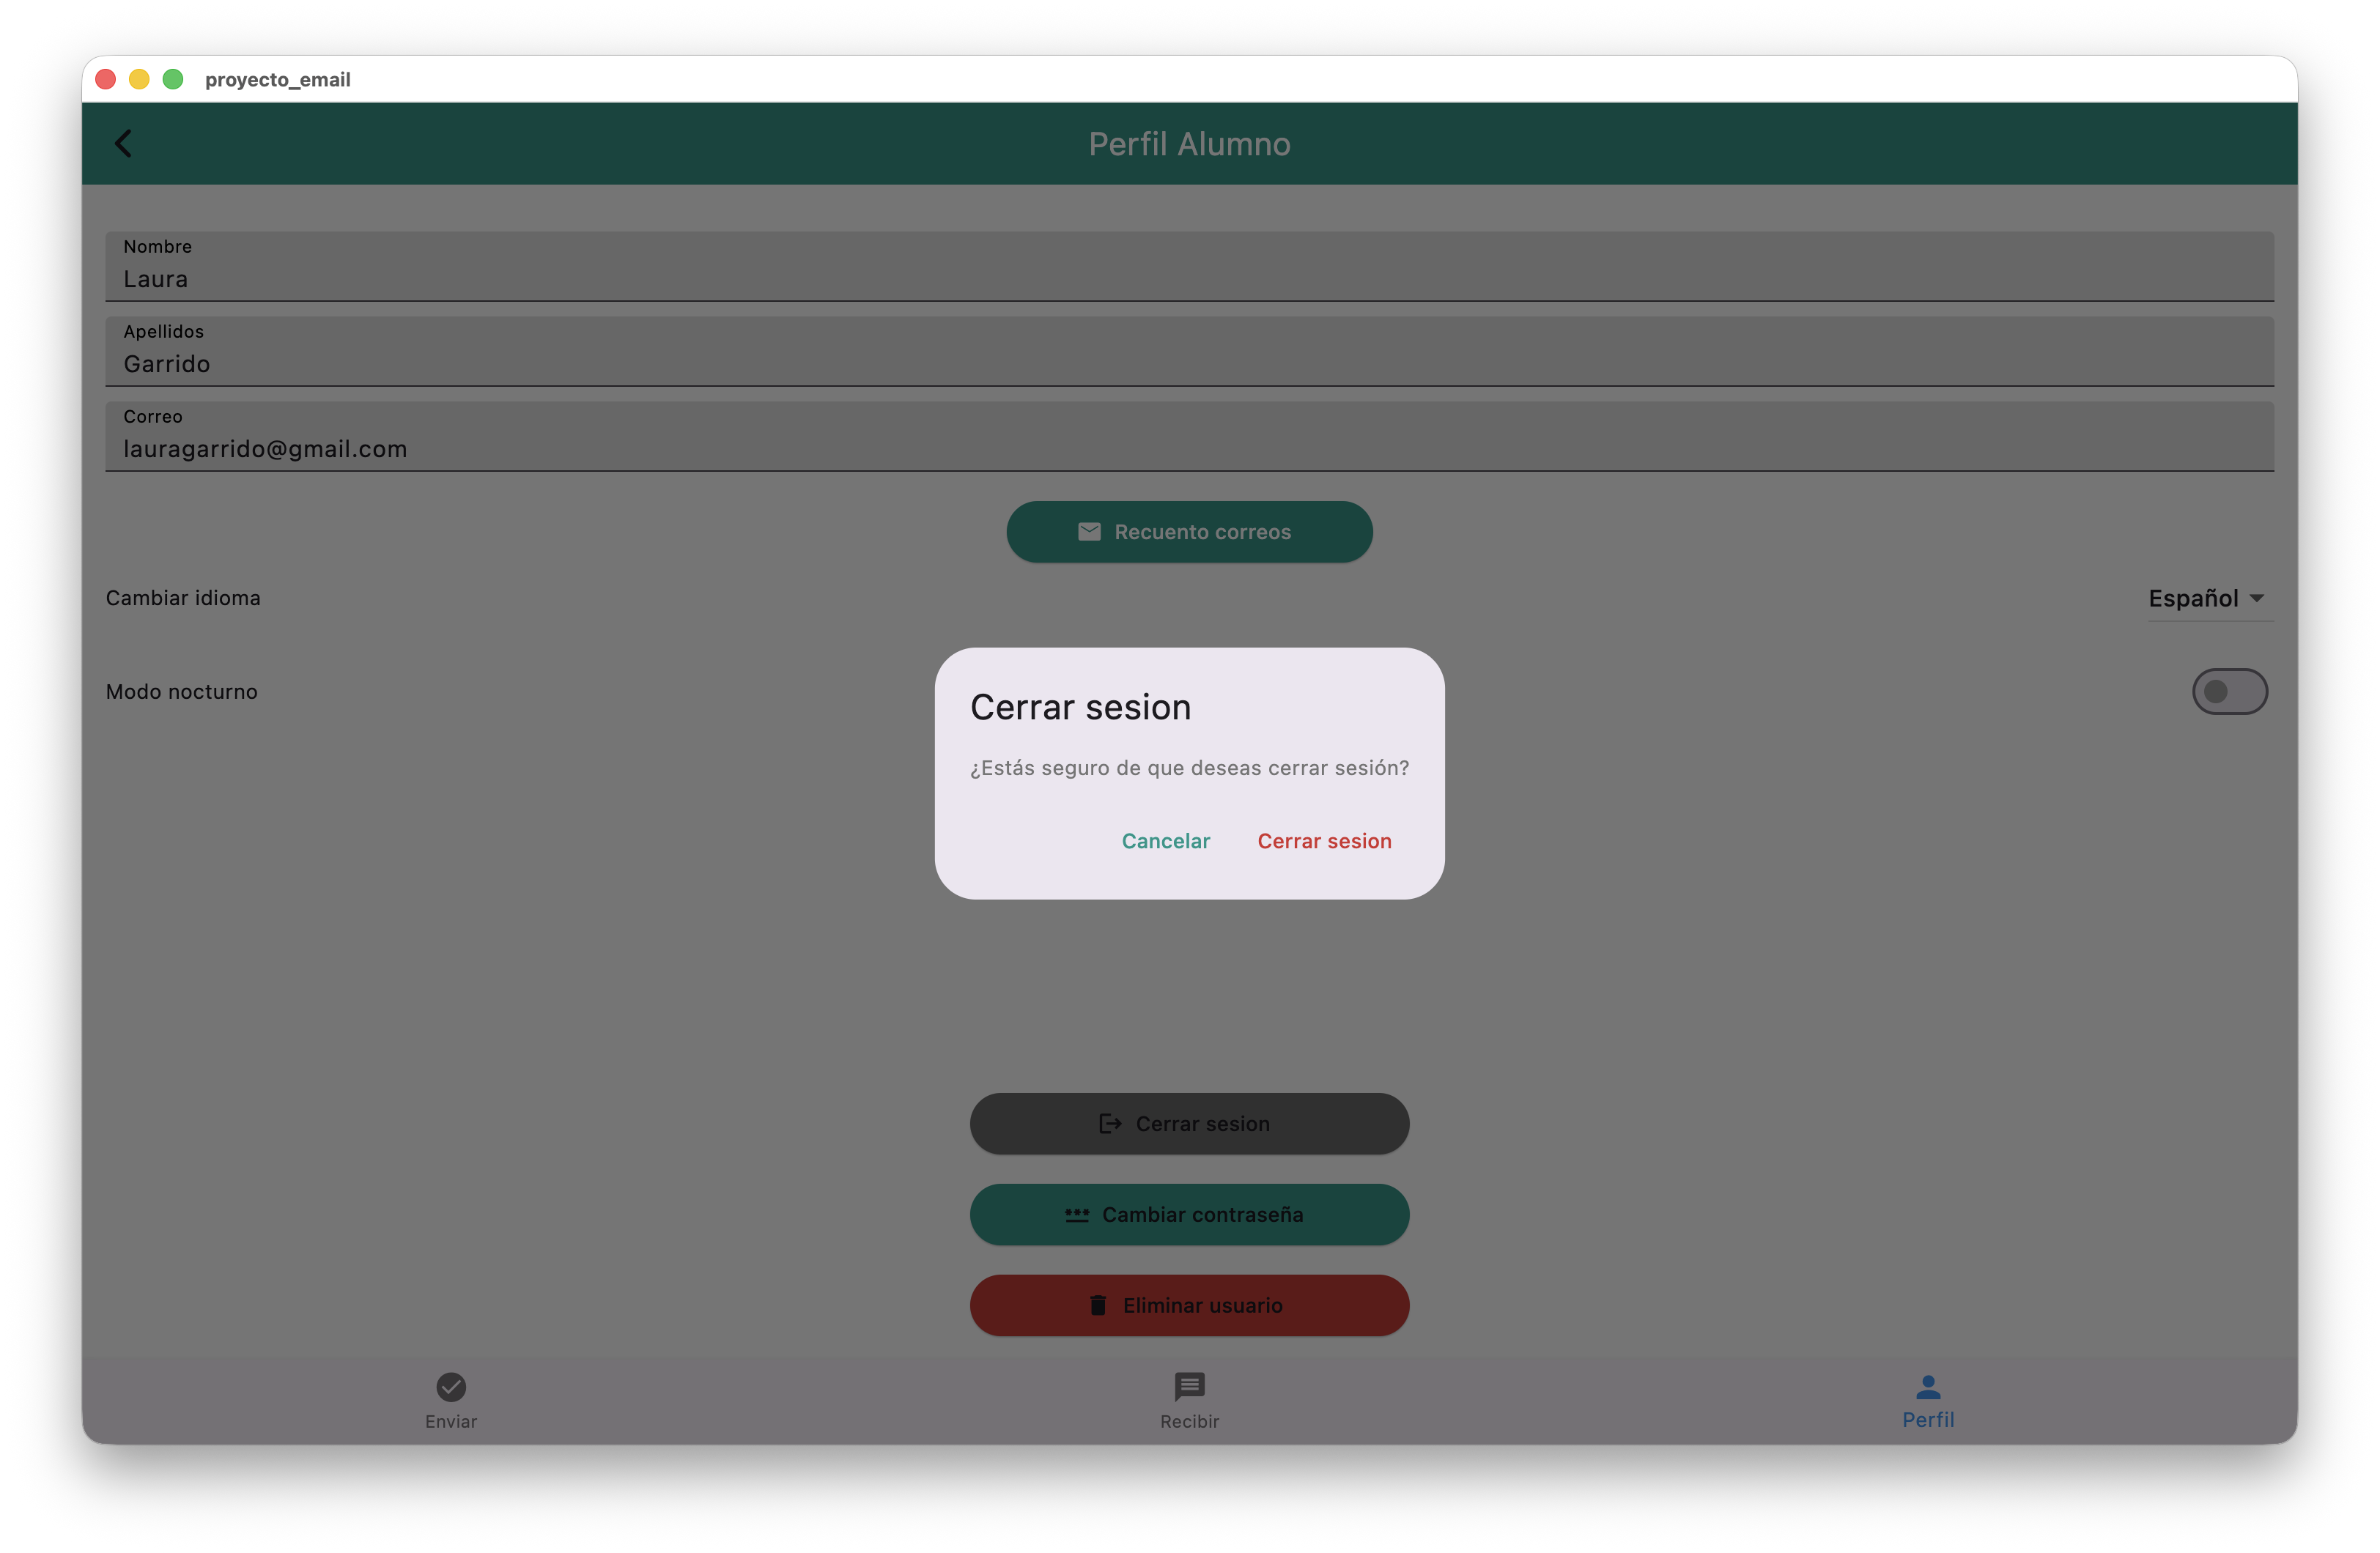 proyecto_email
Perfil Alumno
Nombre
Laura
Apellidos
Garrido
Correo
lauragarrido@gmail.com
Recuento correos
Cambiar idioma
Español
Modo nocturno
Cerrar sesion
¿Estás seguro de que deseas cerrar sesión?
Cancelar Cerrar sesion
Cerrar sesion
Cambiar contraseña
Eliminar usuario
Enviar Recibir Perfil